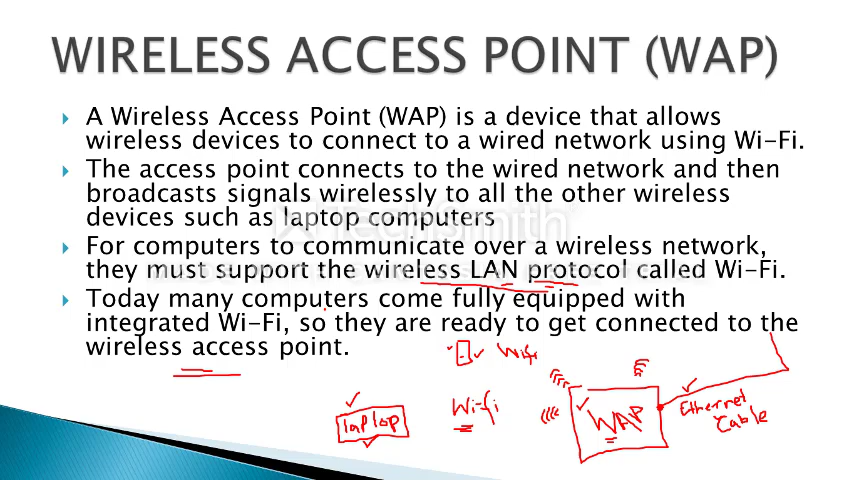 WIRELESS ACCESS POINT (WAP)
A Wireless Access Point (WAP) is a device that allows
wireless devices to connect to a wired network using Wi-Fi.
The access point connects to the wired network and then
broadcasts signals wirelessly to all the other wireless
devices such as laptop computers
TechSmith
For computers to communicate over a wireless network,
they must support the wireless LAN protocol called Wi-Fi.
Today many computers come fully equipped with
integrated Wi-Fi, so they are ready to get connected to the
wireless access point.
Wifi
laptop
Wi-fi
WAP
Ethernet
Cable